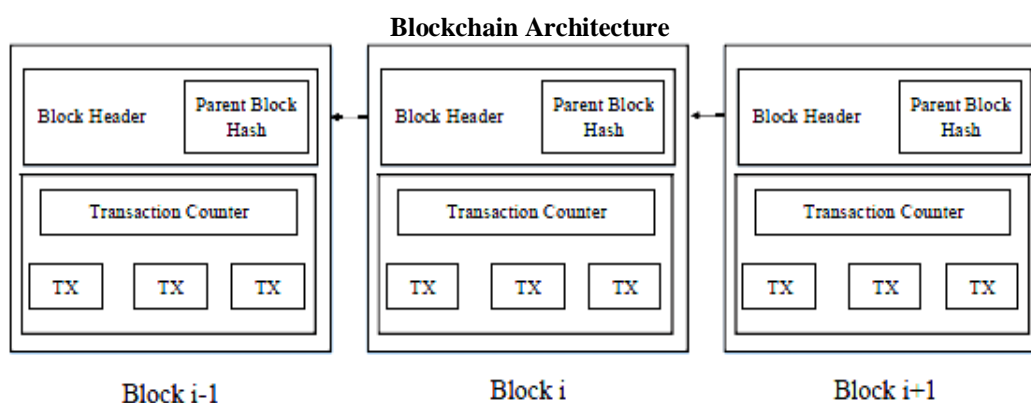 Blockchain Architecture
Block Header
Parent Block
Hash
Transaction Counter
TX TX TX
Block i-1
Block Header
Parent Block
Hash
Transaction Counter
TX TX TX
Block i
Block Header
Parent Block
Hash
Transaction Counter
TX TX TX
Block i+1